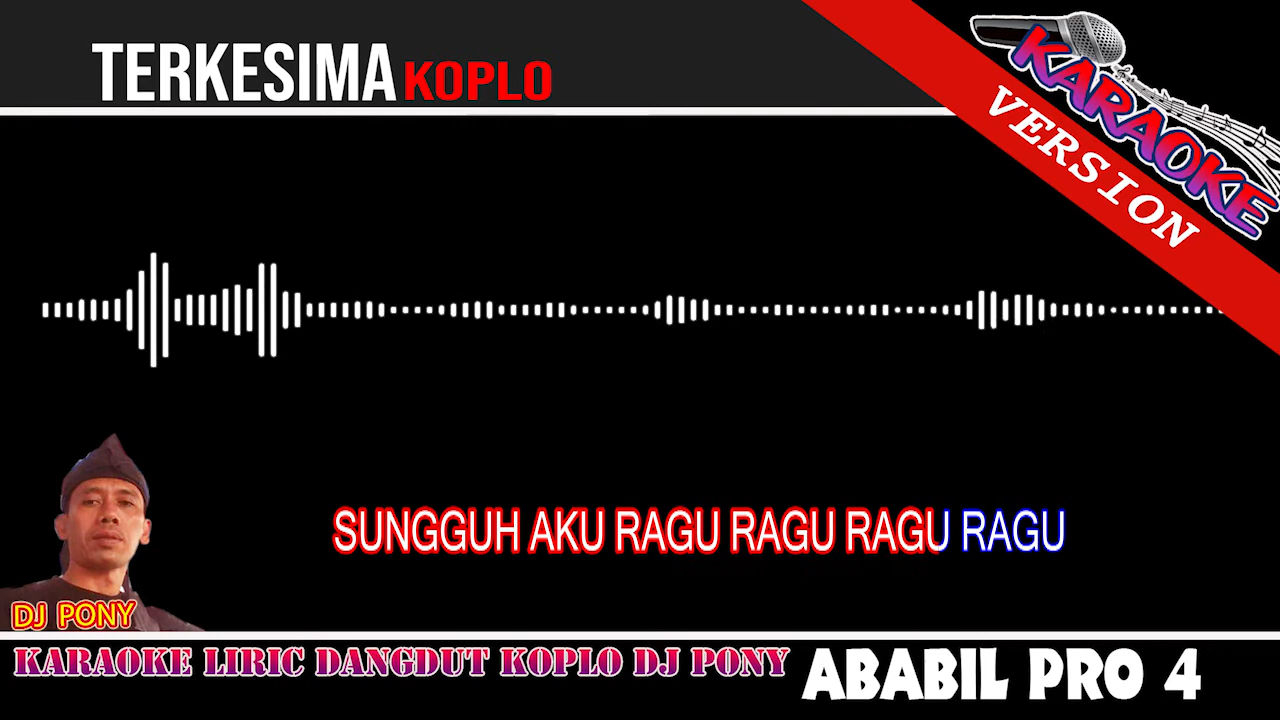 TERKESIMA KOPLO
KARAOKE
VERSION
SUNGGUH AKU RAGU RAGU RAGU RAGU
DJ PONY
KARAOKE LIRIC DANGDUT KOPLO DJ PONY
ABABIL PRO 4